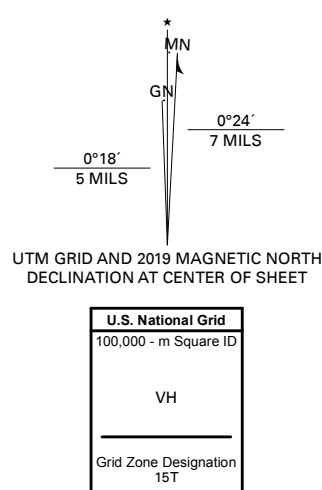 MN
GN
0°24´
7 MILS
0°18´
5 MILS
UTM GRID AND 2019 MAGNETIC NORTH
DECLINATION AT CENTER OF SHEET
U.S. National Grid
100,000 - m Square ID
VH
Grid Zone Designation
15T